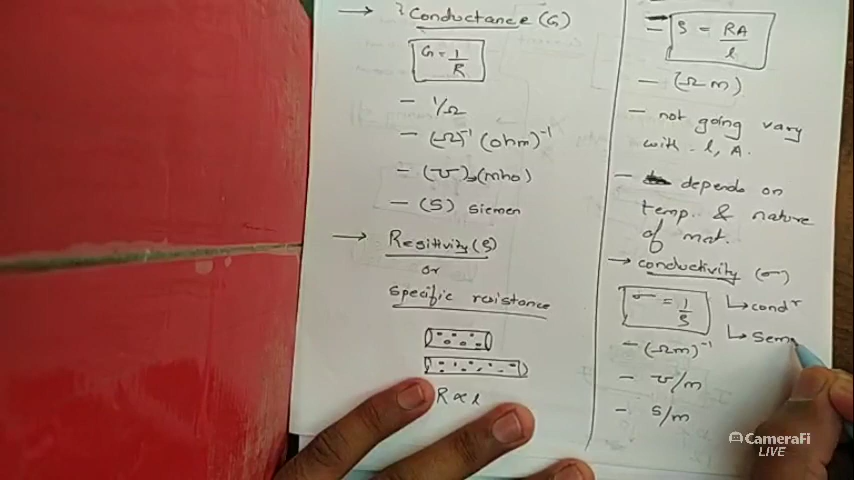 → ? Conductance (G)
G = 1/R
– 1/Ω
– (Ω)⁻¹ (ohm)⁻¹
– (℧) → (mho)
– (S) siemen
→ Resitivity (ρ)
or
specific resistance
R ∝ l
– ρ = RA/l
– (Ω m)
– not going vary
with – l, A.
– depends on
temp. & nature
of mat.
→ conductivity (σ)
σ = 1/ρ
↳ condʳ
↳ Sem
– (Ωm)⁻¹
– ℧/m
– S/m
CameraFi
LIVE